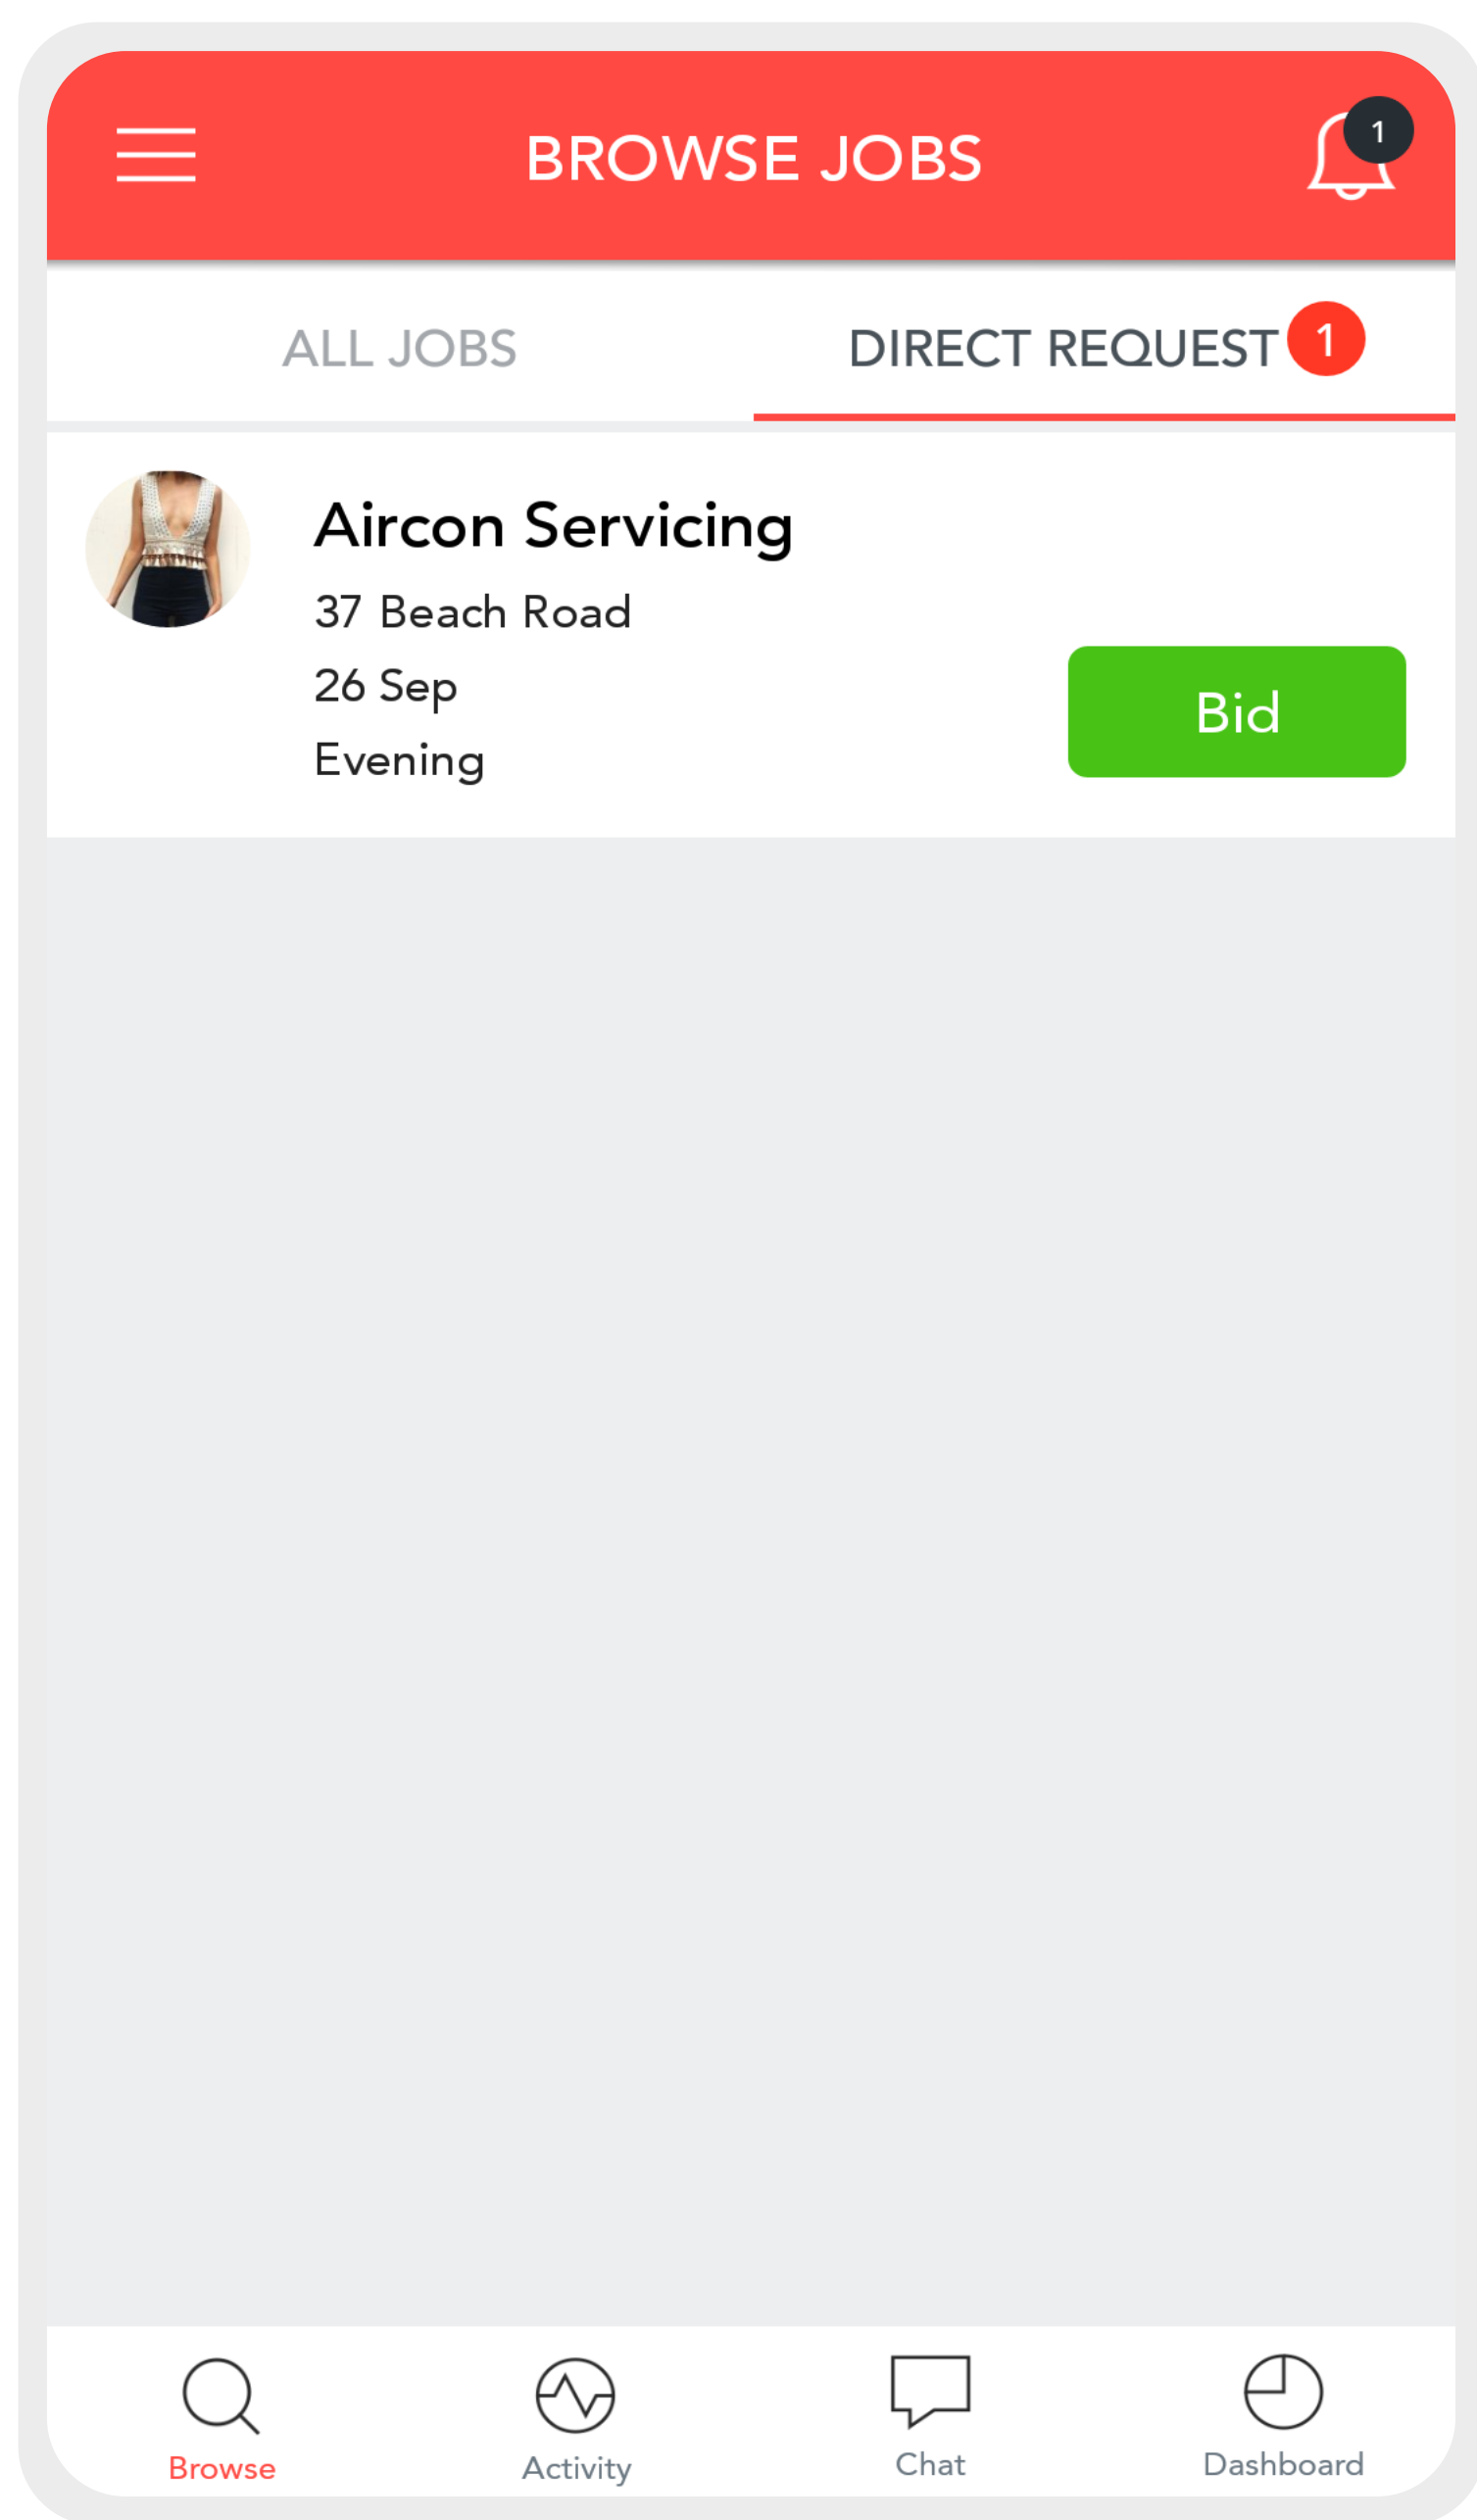 BROWSE JOBS
1
ALL JOBS
DIRECT REQUEST 1
Aircon Servicing
37 Beach Road
26 Sep
Evening
Bid
Browse
Activity
Chat
Dashboard